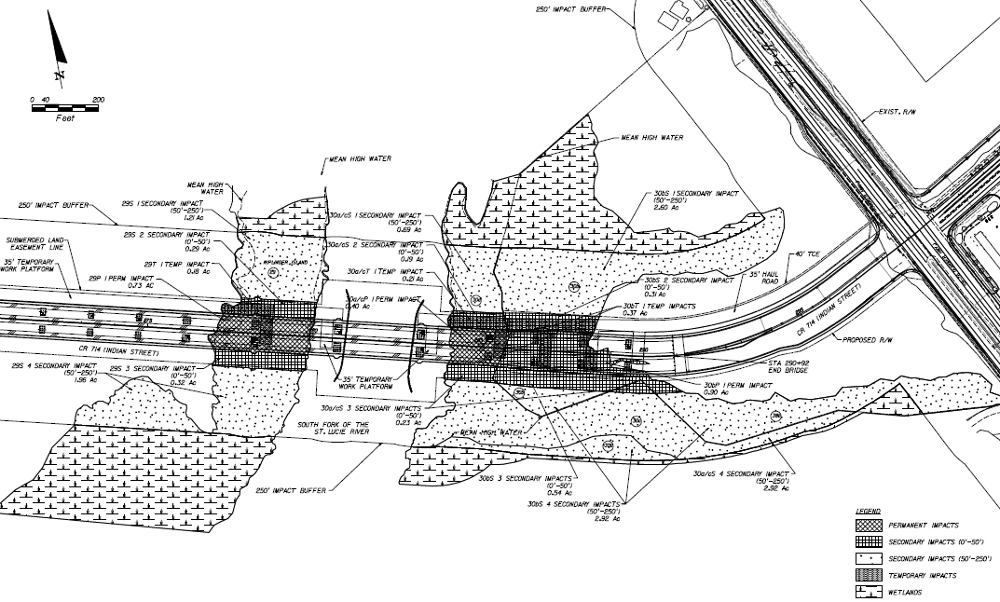 250' IMPACT BUFFER
0 40 200
Feet
N
EXIST. R/W
MEAN HIGH WATER
MEAN HIGH WATER
MEAN HIGH
WATER
250' IMPACT BUFFER
29S 1 SECONDARY IMPACT
(50'-250')
1.21 AC
30a/cS 1 SECONDARY IMPACT
(50'-250')
0.69 Ac
30bS 1 SECONDARY IMPACT
(50'-250')
2.60 Ac
SUBMERGED LAND
EASEMENT LINE
29S 2 SECONDARY IMPACT
(0'-50')
0.29 Ac
30a/cS 2 SECONDARY IMPACT
(0'-50')
0.19 Ac
40' TCE
35' TEMPORARY
WORK PLATFORM
29T 1 TEMP IMPACT
0.18 Ac
ISLAND
30a/cT 1 TEMP IMPACT
0.21 Ac
35' HAUL
ROAD
29P 1 PERM IMPACT
0.73 AC
30bS 2 SECONDARY IMPACT
(0'-50')
0.31 Ac
30a/cP 1 PERM IMPACT
0.40 Ac
30bT 1 TEMP IMPACTS
0.37 Ac
CR 714 (INDIAN STREET)
PROPOSED R/W
CR 714 (INDIAN STREET)
STA 290+92
END BRIDGE
29S 4 SECONDARY IMPACT
(50'-250')
1.96 Ac
29S 3 SECONDARY IMPACT
(0'-50')
0.32 Ac
35' TEMPORARY
WORK PLATFORM
30bP 1 PERM IMPACT
0.90 Ac
30a/cS 3 SECONDARY IMPACTS
(0'-50')
0.23 Ac
SOUTH FORK OF THE
ST. LUCIE RIVER
MEAN HIGH WATER
250' IMPACT BUFFER
30bS 3 SECONDARY IMPACTS
(0'-50')
0.54 Ac
30a/cS 4 SECONDARY IMPACT
(50'-250')
2.92 Ac
30bS 4 SECONDARY IMPACTS
(50'-250')
2.92 Ac
LEGEND
PERMANENT IMPACTS
SECONDARY IMPACTS (0'-50')
SECONDARY IMPACTS (50'-250')
TEMPORARY IMPACTS
WETLANDS